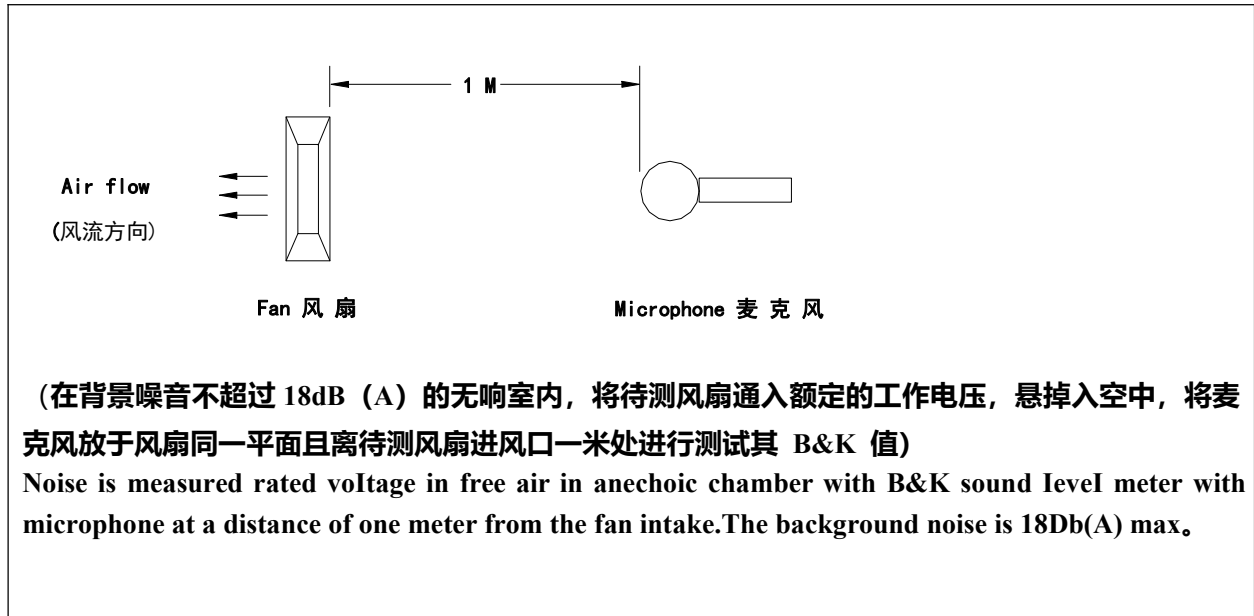 1 M
Air flow
(风流方向)
Fan 风 扇
Microphone 麦 克 风
（在背景噪音不超过 18dB（A）的无响室内，将待测风扇通入额定的工作电压，悬掉入空中，将麦
克风放于风扇同一平面且离待测风扇进风口一米处进行测试其 B&K 值)
Noise is measured rated voItage in free air in anechoic chamber with B&K sound IeveI meter with
microphone at a distance of one meter from the fan intake.The background noise is 18Db(A) max。